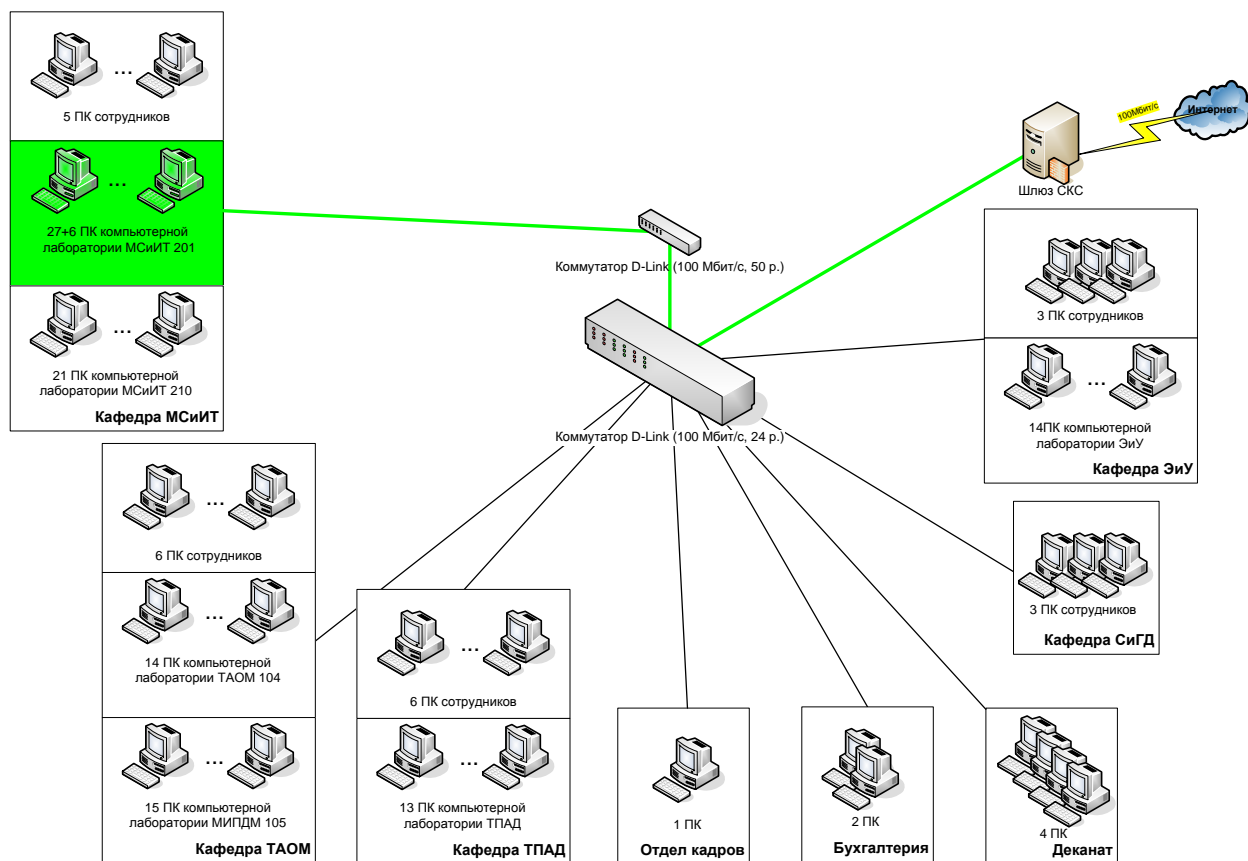 ...
5 ПК сотрудников
...
27+6 ПК компьютерной
лаборатории МСиИТ 201
...
21 ПК компьютерной
лаборатории МСиИТ 210
Кафедра МСиИТ
100Мбит/с
Интернет
Шлюз СКС
Коммутатор D-Link (100 Мбит/с, 50 р.)
Коммутатор D-Link (100 Мбит/с, 24 р.)
3 ПК сотрудников
...
14ПК компьютерной
лаборатории ЭиУ
Кафедра ЭиУ
3 ПК сотрудников
Кафедра СиГД
...
6 ПК сотрудников
...
14 ПК компьютерной
лаборатории ТАОМ 104
...
15 ПК компьютерной
лаборатории МИПДМ 105
Кафедра ТАОМ
...
6 ПК сотрудников
...
13 ПК компьютерной
лаборатории ТПАД
Кафедра ТПАД
1 ПК
Отдел кадров
2 ПК
Бухгалтерия
4 ПК
Деканат